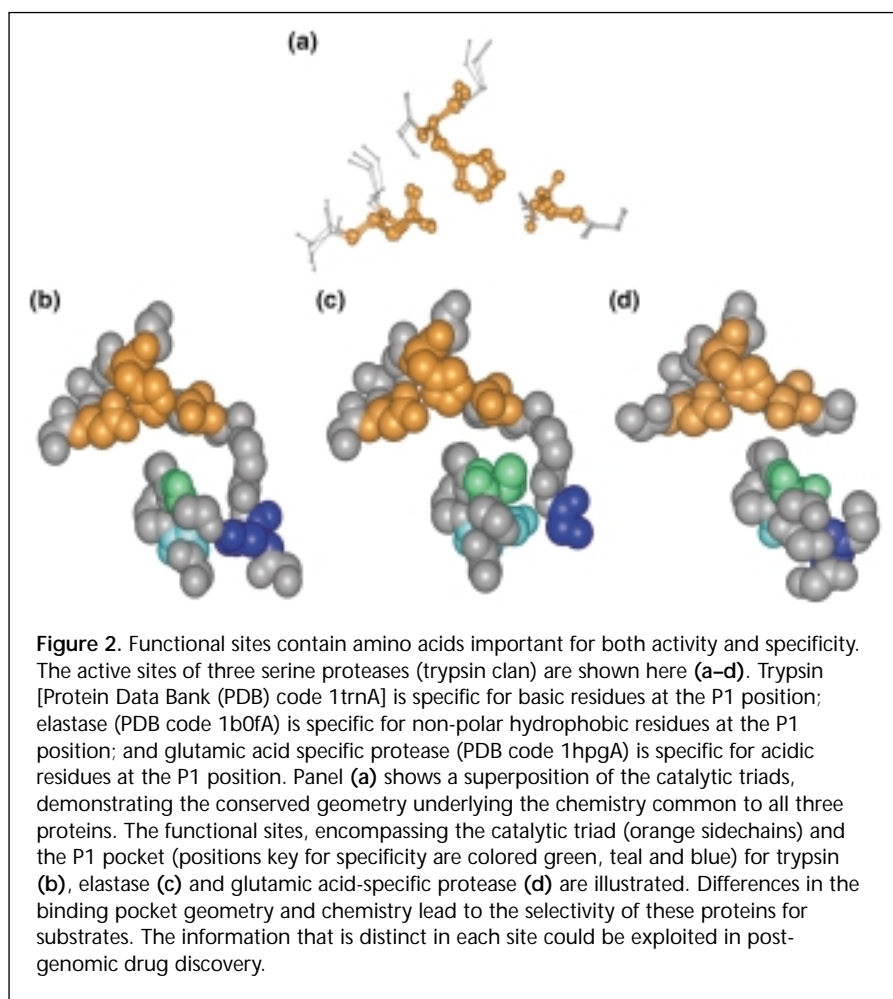 (a)
(b)
(c)
(d)
Figure 2. Functional sites contain amino acids important for both activity and specificity.
The active sites of three serine proteases (trypsin clan) are shown here (a–d). Trypsin
[Protein Data Bank (PDB) code 1trnA] is specific for basic residues at the P1 position;
elastase (PDB code 1b0fA) is specific for non-polar hydrophobic residues at the P1
position; and glutamic acid specific protease (PDB code 1hpgA) is specific for acidic
residues at the P1 position. Panel (a) shows a superposition of the catalytic triads,
demonstrating the conserved geometry underlying the chemistry common to all three
proteins. The functional sites, encompassing the catalytic triad (orange sidechains) and
the P1 pocket (positions key for specificity are colored green, teal and blue) for trypsin
(b), elastase (c) and glutamic acid-specific protease (d) are illustrated. Differences in the
binding pocket geometry and chemistry lead to the selectivity of these proteins for
substrates. The information that is distinct in each site could be exploited in post-
genomic drug discovery.